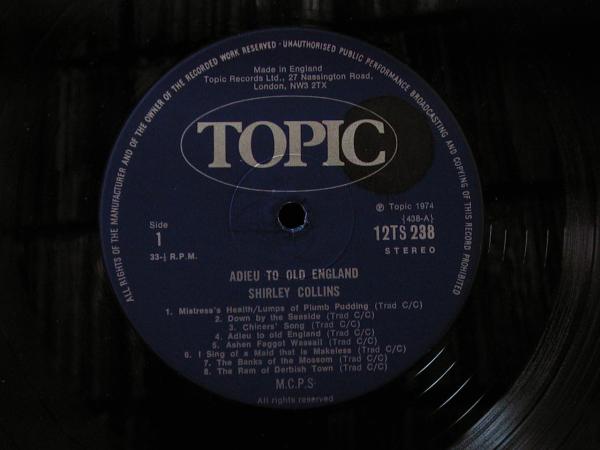 ALL RIGHTS OF THE MANUFACTURER AND OF THE OWNER OF THE RECORDED WORK RESERVED · UNAUTHORISED PUBLIC PERFORMANCE BROADCASTING AND COPYING OF THIS RECORD PROHIBITED
Made in England
Topic Records Ltd., 27 Nassington Road,
London, NW3 2TX
TOPIC
℗ Topic 1974
(438-A)
Side
1
12TS 238
33-⅓ R.P.M.
STEREO
ADIEU TO OLD ENGLAND
SHIRLEY COLLINS
1. Mistress's Health/Lumps of Plumb Pudding (Trad C/C)
2. Down by the Seaside (Trad C/C)
3. Chiners' Song (Trad C/C)
4. Adieu to old England (Trad C/C)
5. Ashen Faggot Wassail (Trad C/C)
6. I Sing of a Maid that is Makeless (Trad C/C)
7. The Banks of the Mossom (Trad C/C)
8. The Ram of Derbish Town (Trad C/C)
M.C.P.S
All rights reserved